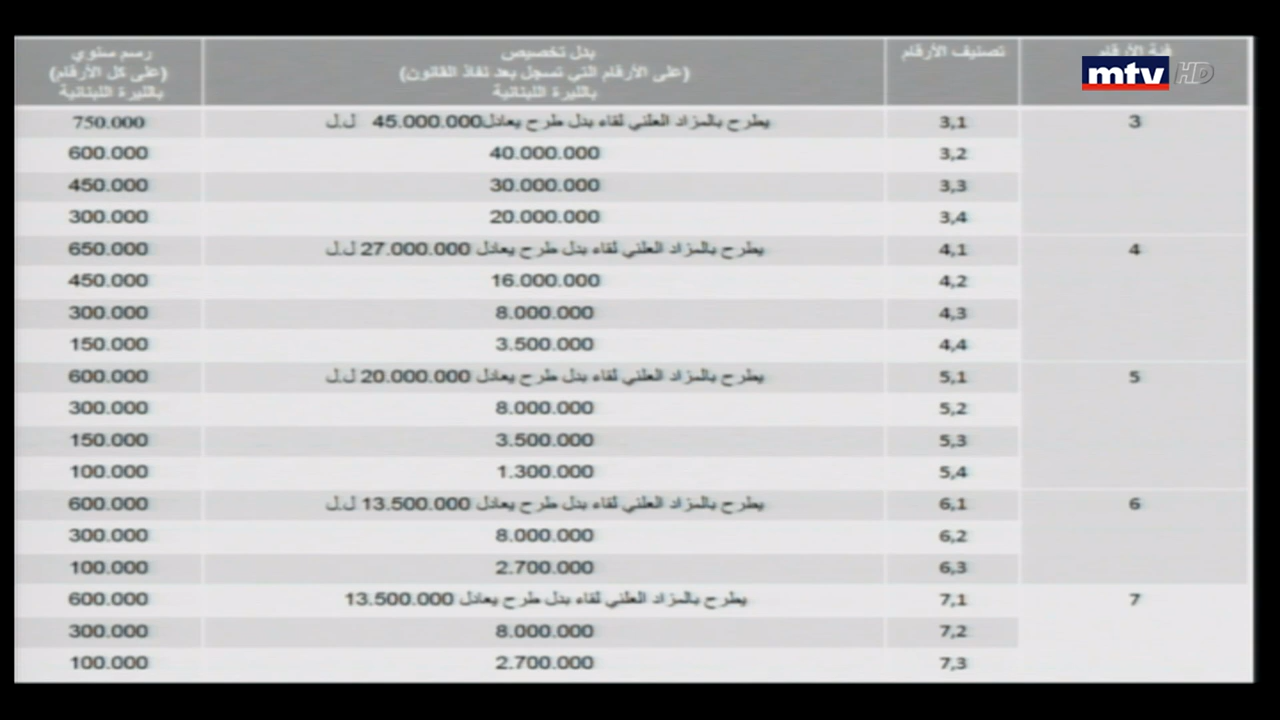 mtv HD
فئة الأرقام تصنيف الأرقام بدل تخصيص رسم سنوي
(على الأرقام التي تسجل بعد نفاذ القانون) (على كل الأرقام)
بالليرة اللبنانية بالليرة اللبنانية
3 3,1 يطرح بالمزاد العلني لقاء بدل طرح يعادل45.000.000 ل.ل 750.000
3,2 40.000.000 600.000
3,3 30.000.000 450.000
3,4 20.000.000 300.000
4 4,1 يطرح بالمزاد العلني لقاء بدل طرح يعادل 27.000.000 ل.ل 650.000
4,2 16.000.000 450.000
4,3 8.000.000 300.000
4,4 3.500.000 150.000
5 5,1 يطرح بالمزاد العلني لقاء بدل طرح يعادل 20.000.000 ل.ل 600.000
5,2 8.000.000 300.000
5,3 3.500.000 150.000
5,4 1.300.000 100.000
6 6,1 يطرح بالمزاد العلني لقاء بدل طرح يعادل 13.500.000 ل.ل 600.000
6,2 8.000.000 300.000
6,3 2.700.000 100.000
7 7,1 يطرح بالمزاد العلني لقاء بدل طرح يعادل 13.500.000 600.000
7,2 8.000.000 300.000
7,3 2.700.000 100.000